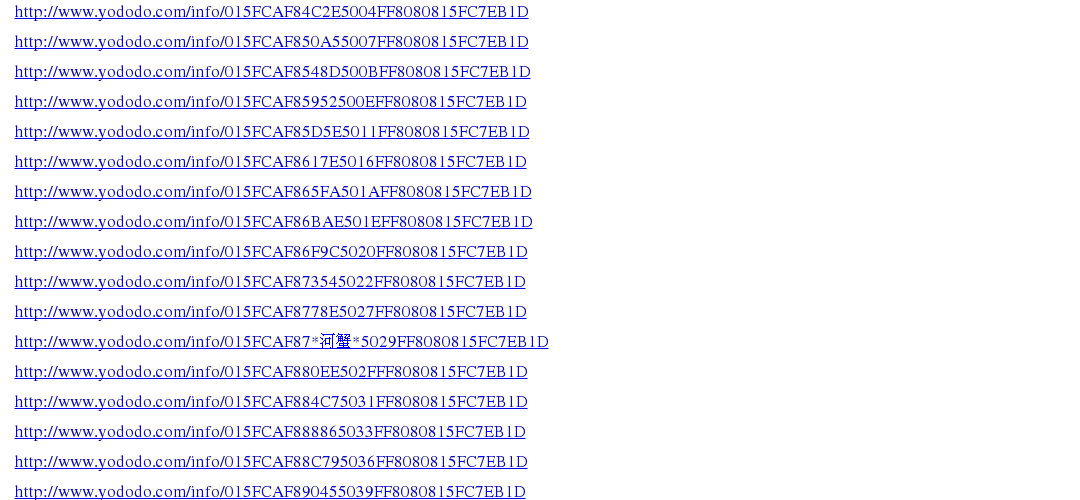 http://www.yododo.com/info/015FCAF84C2E5004FF8080815FC7EB1D
http://www.yododo.com/info/015FCAF850A55007FF8080815FC7EB1D
http://www.yododo.com/info/015FCAF8548D500BFF8080815FC7EB1D
http://www.yododo.com/info/015FCAF85952500EFF8080815FC7EB1D
http://www.yododo.com/info/015FCAF85D5E5011FF8080815FC7EB1D
http://www.yododo.com/info/015FCAF8617E5016FF8080815FC7EB1D
http://www.yododo.com/info/015FCAF865FA501AFF8080815FC7EB1D
http://www.yododo.com/info/015FCAF86BAE501EFF8080815FC7EB1D
http://www.yododo.com/info/015FCAF86F9C5020FF8080815FC7EB1D
http://www.yododo.com/info/015FCAF873545022FF8080815FC7EB1D
http://www.yododo.com/info/015FCAF8778E5027FF8080815FC7EB1D
http://www.yododo.com/info/015FCAF87*河蟹*5029FF8080815FC7EB1D
http://www.yododo.com/info/015FCAF880EE502FFF8080815FC7EB1D
http://www.yododo.com/info/015FCAF884C75031FF8080815FC7EB1D
http://www.yododo.com/info/015FCAF888865033FF8080815FC7EB1D
http://www.yododo.com/info/015FCAF88C795036FF8080815FC7EB1D
http://www.yododo.com/info/015FCAF890455039FF8080815FC7EB1D